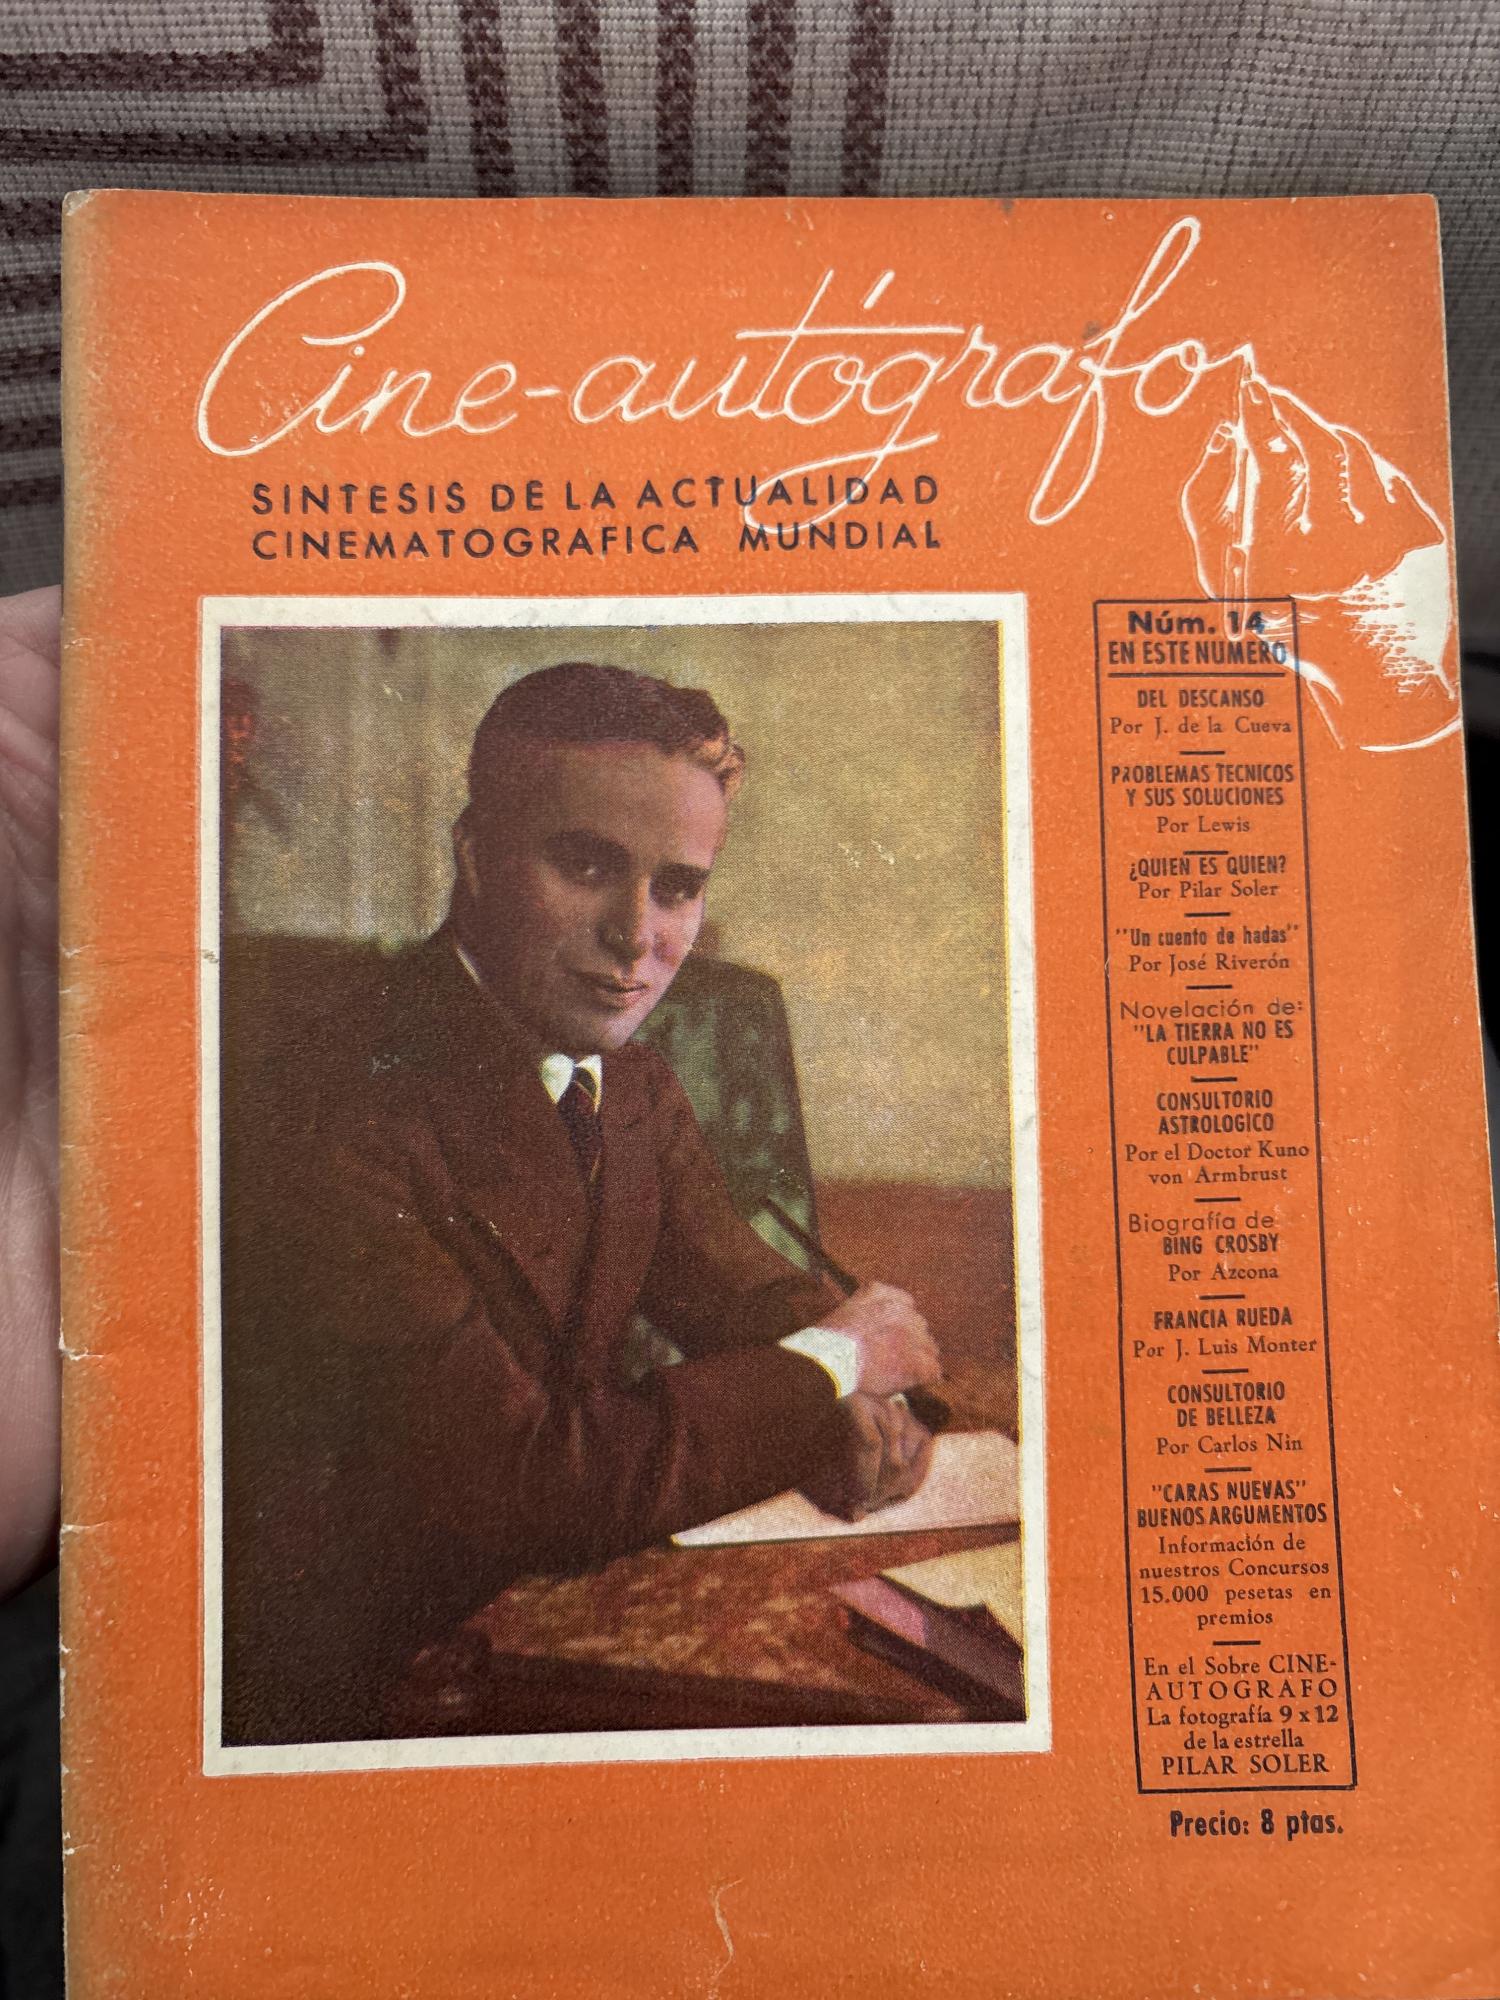 Cine-autógrafo
SINTESIS DE LA ACTUALIDAD
CINEMATOGRAFICA MUNDIAL
Núm. 14
EN ESTE NUMERO
DEL DESCANSO
Por J. de la Cueva
PROBLEMAS TECNICOS
Y SUS SOLUCIONES
Por Lewis
¿QUIEN ES QUIEN?
Por Pilar Soler
"Un cuento de hadas"
Por José Riverón
Novelación de:
"LA TIERRA NO ES
CULPABLE"
CONSULTORIO
ASTROLOGICO
Por el Doctor Kuno
von Armbrust
Biografía de
BING CROSBY
Por Azcona
FRANCIA RUEDA
Por J. Luis Monter
CONSULTORIO
DE BELLEZA
Por Carlos Nin
"CARAS NUEVAS"
BUENOS ARGUMENTOS
Información de
nuestros Concursos
15.000 pesetas en
premios
En el Sobre CINE-
AUTOGRAFO
La fotografía 9 x 12
de la estrella
PILAR SOLER
Precio: 8 ptas.